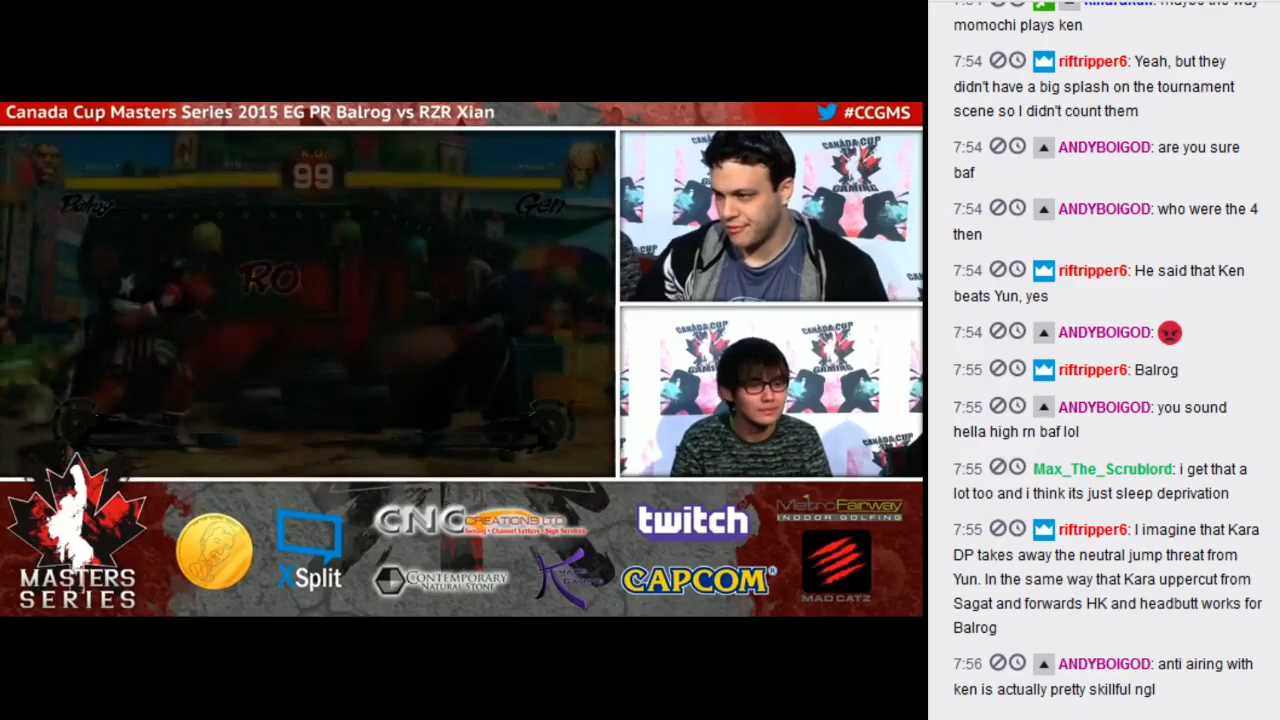 momochi plays ken
7:54 riftripper6: Yeah, but they
didn't have a big splash on the tournament
scene so I didn't count them
7:54 ANDYBOIGOD: are you sure
baf
7:54 ANDYBOIGOD: who were the 4
then
7:54 riftripper6: He said that Ken
beats Yun, yes
7:54 ANDYBOIGOD:
7:55 riftripper6: Balrog
7:55 ANDYBOIGOD: you sound
hella high rn baf lol
7:55 Max_The_Scrublord: i get that a
lot too and i think its just sleep deprivation
7:55 riftripper6: I imagine that Kara
DP takes away the neutral jump threat from
Yun. In the same way that Kara uppercut from
Sagat and forwards HK and headbutt works for
Balrog
7:56 ANDYBOIGOD: anti airing with
ken is actually pretty skillful ngl
Canada Cup Masters Series 2015 EG PR Balrog vs RZR Xian
#CCGMS
K.O.
99
Gen
RO
CANADA CUP
GAMING
CANADA CUP
GAMING
CANADA CUP
GAMING
MASTERS
SERIES
XSplit
CNC CREATIONS LTD
CONTEMPORARY
NATURAL STONE
twitch
CAPCOM
METROFAIRWAY
INDOOR GOLFING
MAD CATZ